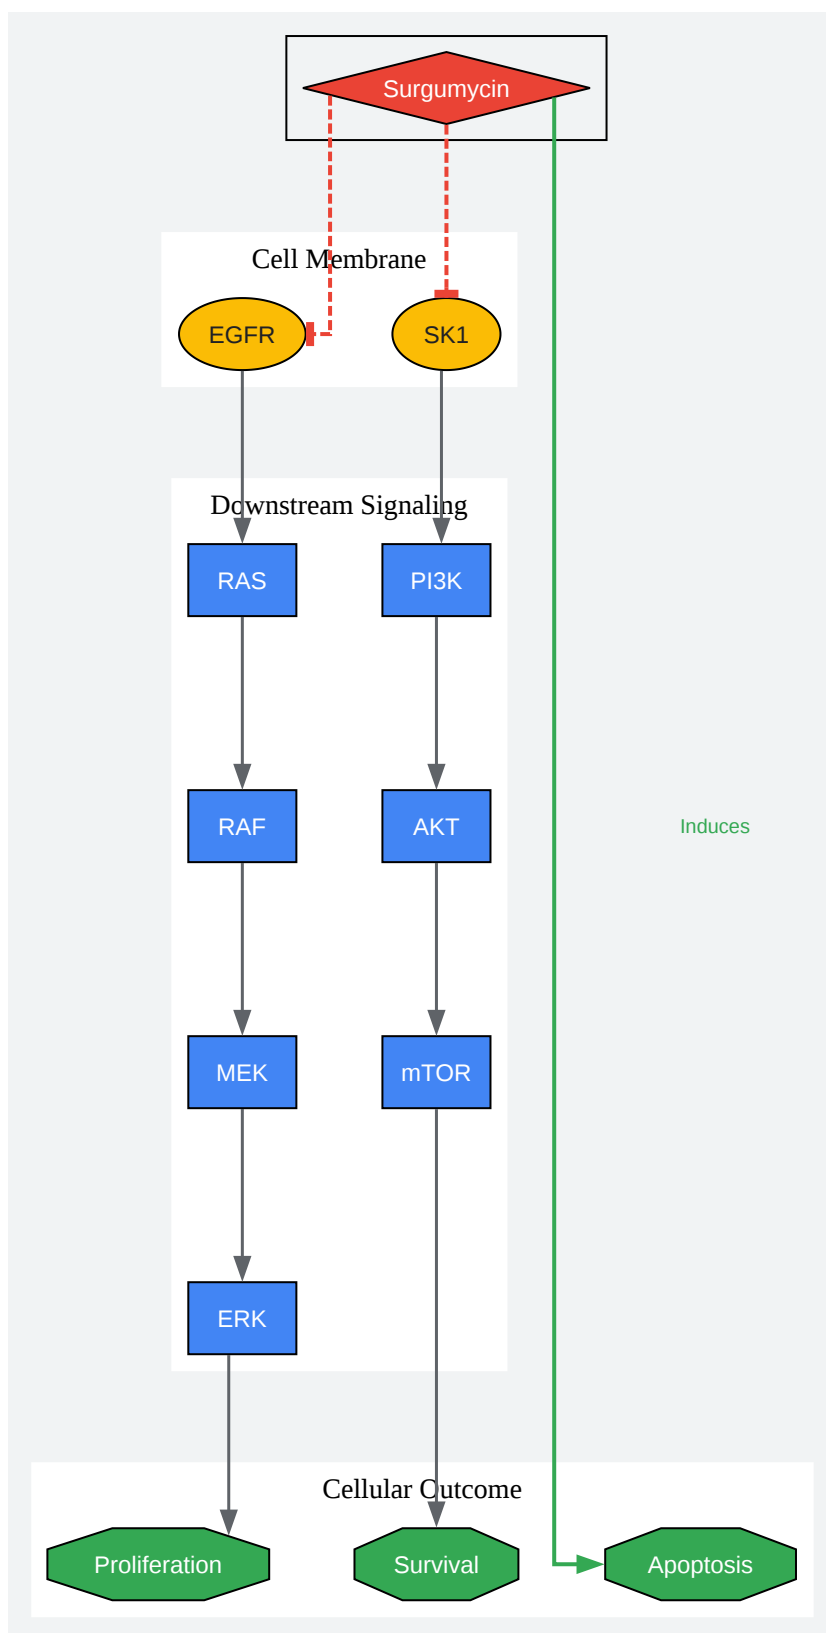 Surgumycin
Cell Membrane
EGFR
SK1
Downstream Signaling
RAS
PI3K
RAF
AKT
Induces
MEK
mTOR
ERK
Cellular Outcome
Proliferation
Survival
Apoptosis